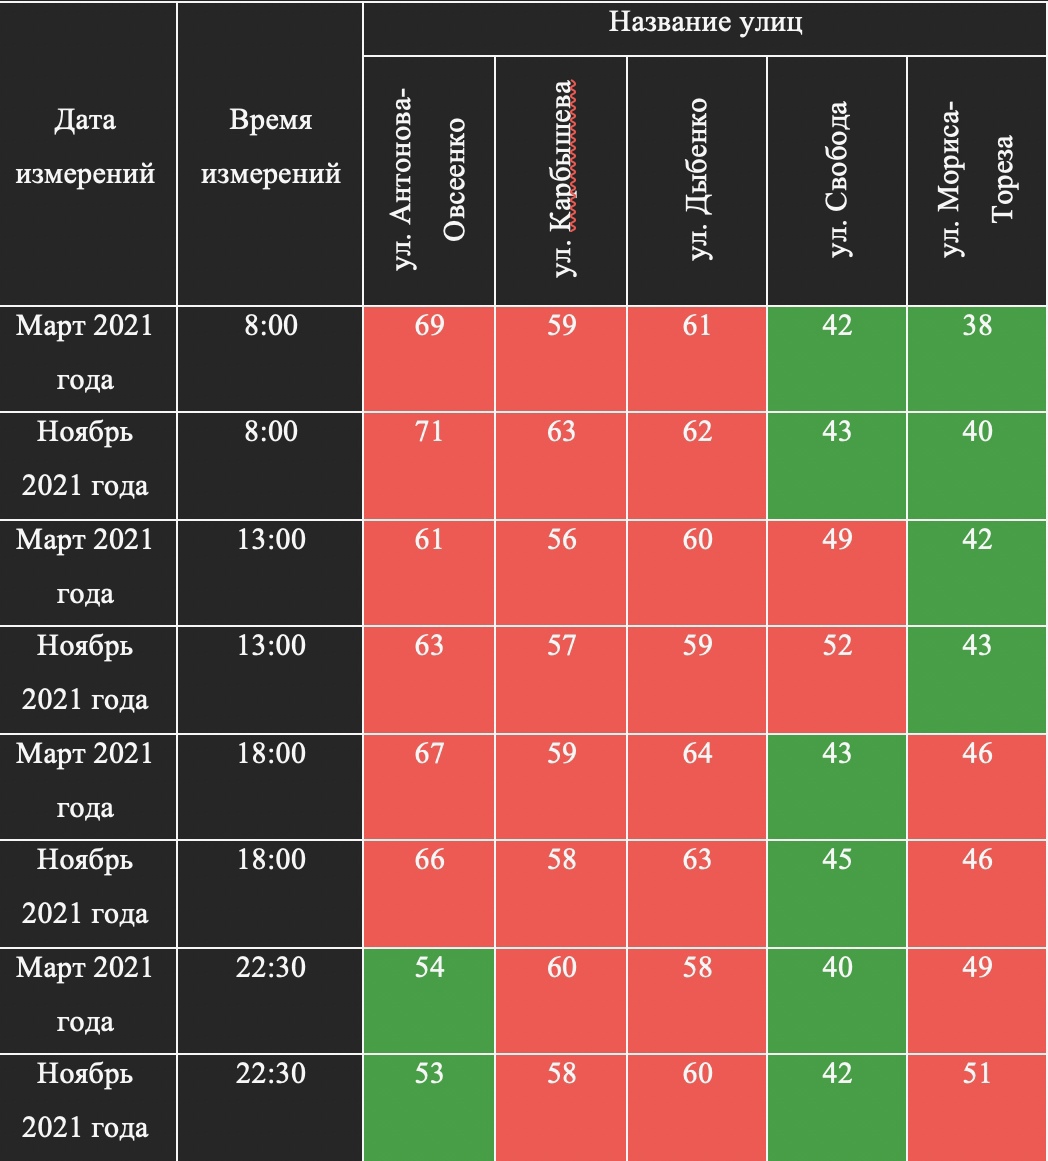 Название улиц
Дата
измерений
Время
измерений
ул. Антонова-
Овсеенко
ул. Карбышева
ул. Дыбенко
ул. Свобода
ул. Мориса-
Тореза
Март 2021
года
8:00
69
59
61
42
38
Ноябрь
2021 года
8:00
71
63
62
43
40
Март 2021
года
13:00
61
56
60
49
42
Ноябрь
2021 года
13:00
63
57
59
52
43
Март 2021
года
18:00
67
59
64
43
46
Ноябрь
2021 года
18:00
66
58
63
45
46
Март 2021
года
22:30
54
60
58
40
49
Ноябрь
2021 года
22:30
53
58
60
42
51